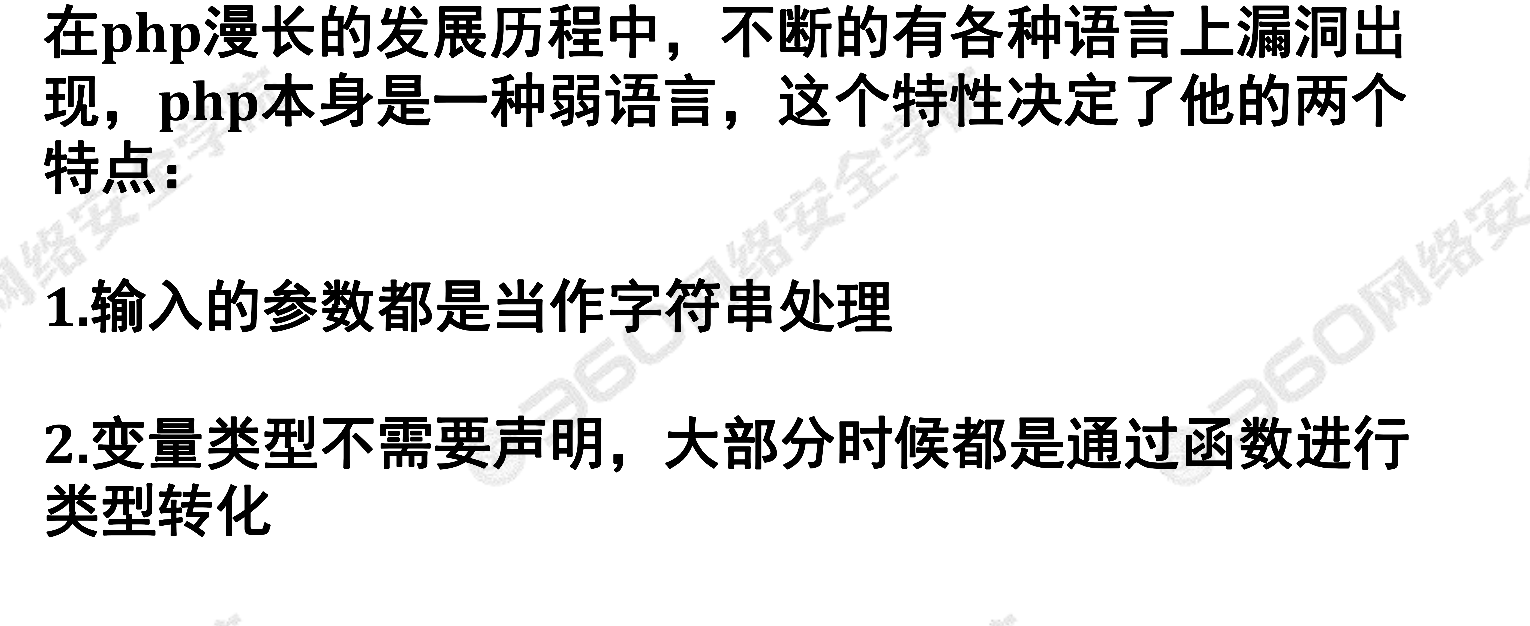 在php漫长的发展历程中，不断的有各种语言上漏洞出
现，php本身是一种弱语言，这个特性决定了他的两个
特点：
1.输入的参数都是当作字符串处理
2.变量类型不需要声明，大部分时候都是通过函数进行
类型转化
360网络安全学院
360网络安
网络安全学院